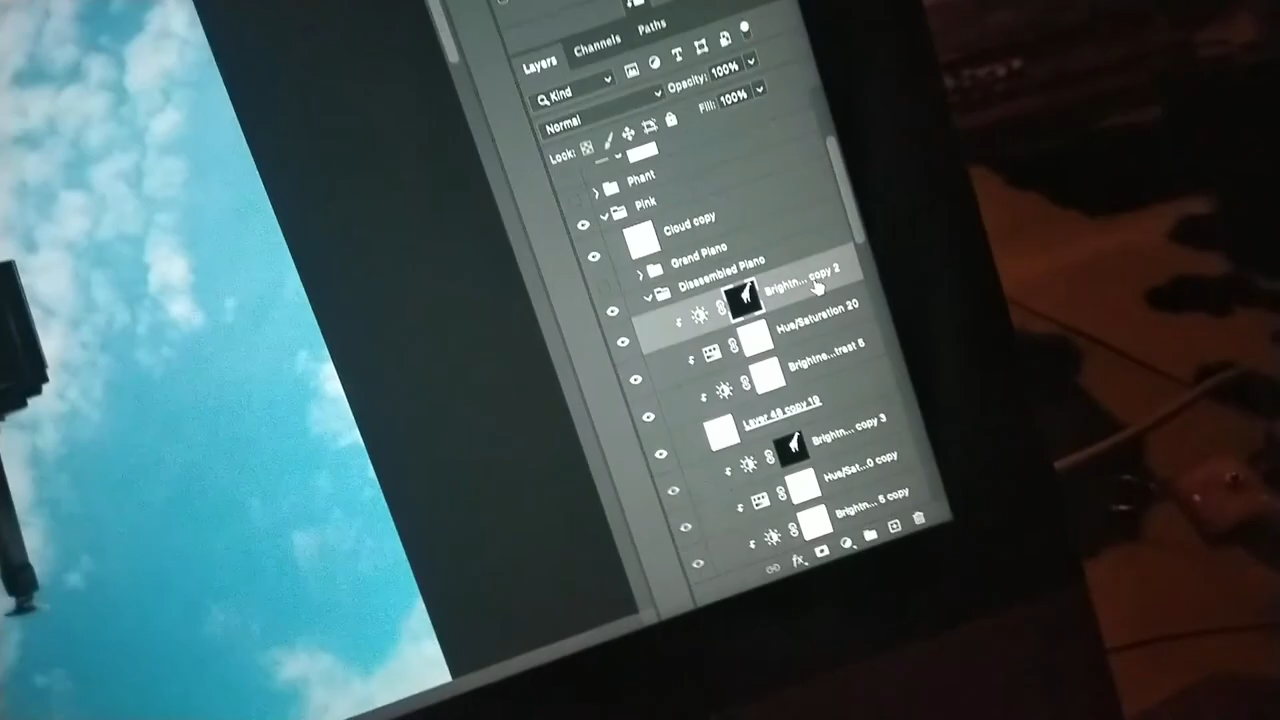 Layers Channels Paths
Kind
Normal Opacity: 100%
Lock: Fill: 100%
Phant
Pink
Cloud copy
Grand Piano
Disassembled Piano
Brightn... copy 2
Hue/Saturation 20
Brightne...trast 5
Layer 48 copy 19
Brightn... copy 3
Hue/Sat...0 copy
Brightn... 5 copy
fx